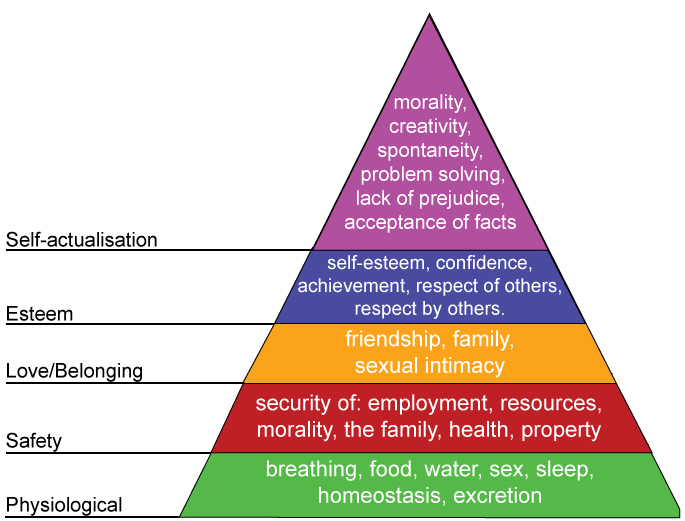 morality,
creativity,
spontaneity,
problem solving,
lack of prejudice,
acceptance of facts
Self-actualisation
self-esteem, confidence,
achievement, respect of others,
respect by others.
Esteem
friendship, family,
sexual intimacy
Love/Belonging
security of: employment, resources,
morality, the family, health, property
Safety
breathing, food, water, sex, sleep,
homeostasis, excretion
Physiological